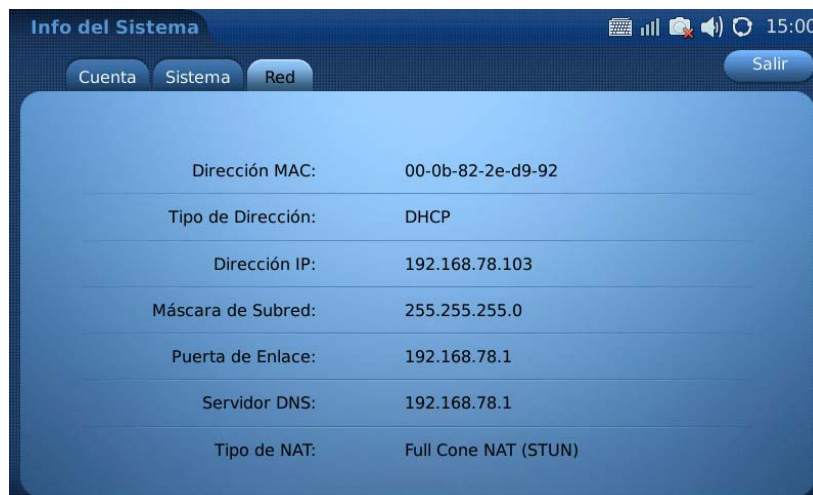 Info del Sistema
15:00
Salir
Cuenta Sistema Red
Dirección MAC: 00-0b-82-2e-d9-92
Tipo de Dirección: DHCP
Dirección IP: 192.168.78.103
Máscara de Subred: 255.255.255.0
Puerta de Enlace: 192.168.78.1
Servidor DNS: 192.168.78.1
Tipo de NAT: Full Cone NAT (STUN)